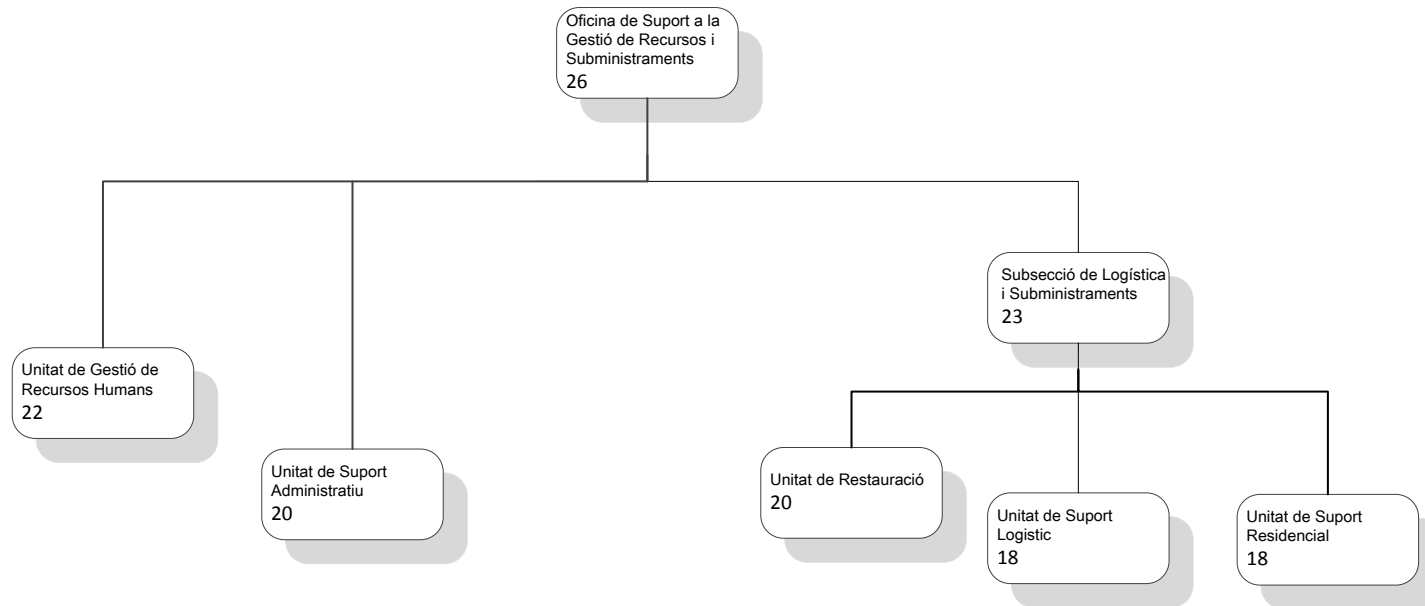 Oficina de Suport a la
Gestió de Recursos i
Subministraments
26
Subsecció de Logística
i Subministraments
23
Unitat de Gestió de
Recursos Humans
22
Unitat de Suport
Administratiu
20
Unitat de Restauració
20
Unitat de Suport
Logistic
18
Unitat de Suport
Residencial
18